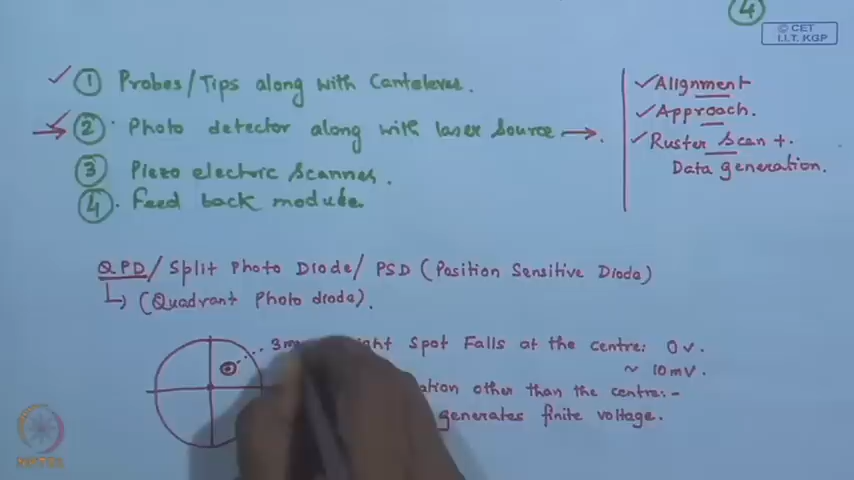 ④
© CET
I.I.T. KGP
✓ ① Probes/Tips along with Cantelever.
✓ → ②. Photo detector along with laser Source →.
③ Piezo electric Scanner.
④. Feed back module.
✓ Alignment
✓ Approach.
✓ Ruster Scan +.
Data generation.
QPD/ Split Photo Diode/ PSD (Position Sensitive Diode)
↳ (Quadrant Photo diode).
Spot Falls at the centre: 0v.
~ 10mV.
other than the centre:-
generates finite voltage.
NPTEL